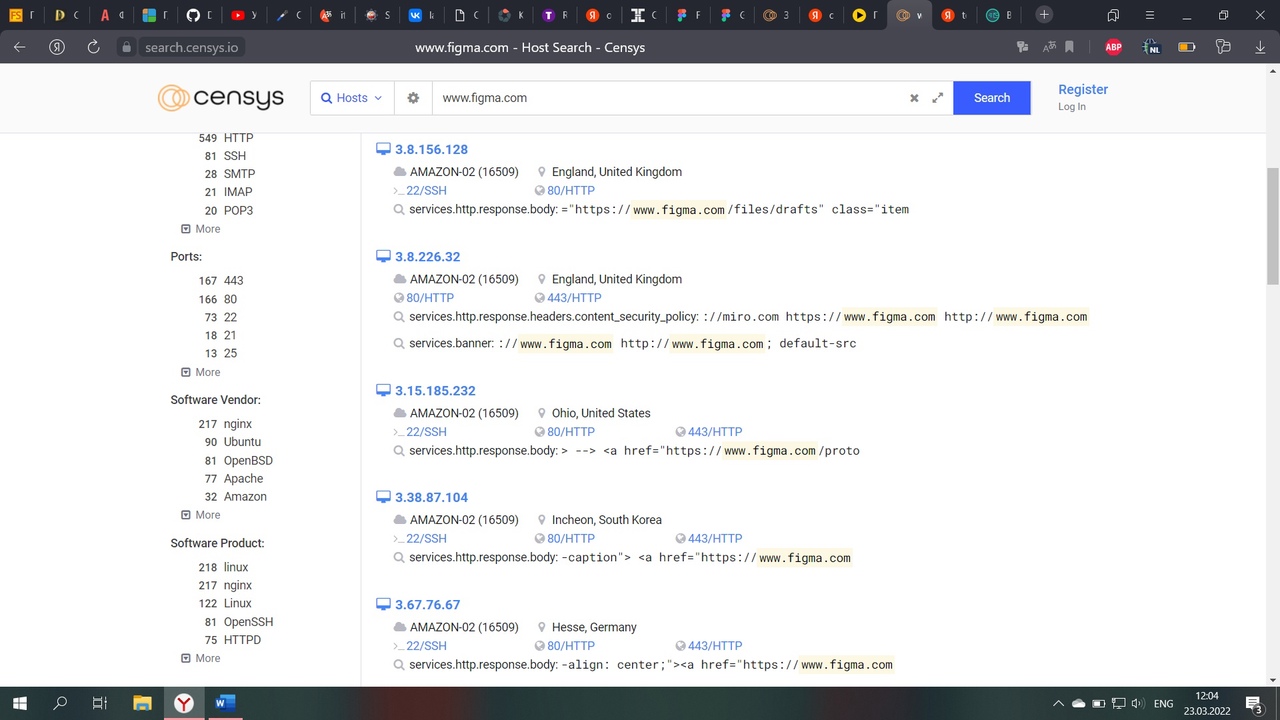 search.censys.io
www.figma.com - Host Search - Censys
ABP
NL
censys
Hosts
www.figma.com
Search
Register
Log In
549 HTTP
81 SSH
28 SMTP
21 IMAP
20 POP3
More
Ports:
167 443
166 80
73 22
18 21
13 25
More
Software Vendor:
217 nginx
90 Ubuntu
81 OpenBSD
77 Apache
32 Amazon
More
Software Product:
218 linux
217 nginx
122 Linux
81 OpenSSH
75 HTTPD
More
3.8.156.128
AMAZON-02 (16509) England, United Kingdom
22/SSH 80/HTTP
services.http.response.body: ="https://www.figma.com/files/drafts" class="item
3.8.226.32
AMAZON-02 (16509) England, United Kingdom
80/HTTP 443/HTTP
services.http.response.headers.content_security_policy: ://miro.com https://www.figma.com http://www.figma.com
services.banner: ://www.figma.com http://www.figma.com; default-src
3.15.185.232
AMAZON-02 (16509) Ohio, United States
22/SSH 80/HTTP 443/HTTP
services.http.response.body: > --> <a href="https://www.figma.com/proto
3.38.87.104
AMAZON-02 (16509) Incheon, South Korea
22/SSH 80/HTTP 443/HTTP
services.http.response.body: -caption"> <a href="https://www.figma.com
3.67.76.67
AMAZON-02 (16509) Hesse, Germany
22/SSH 80/HTTP 443/HTTP
services.http.response.body: -align: center;"><a href="https://www.figma.com
ENG
12:04
23.03.2022
3